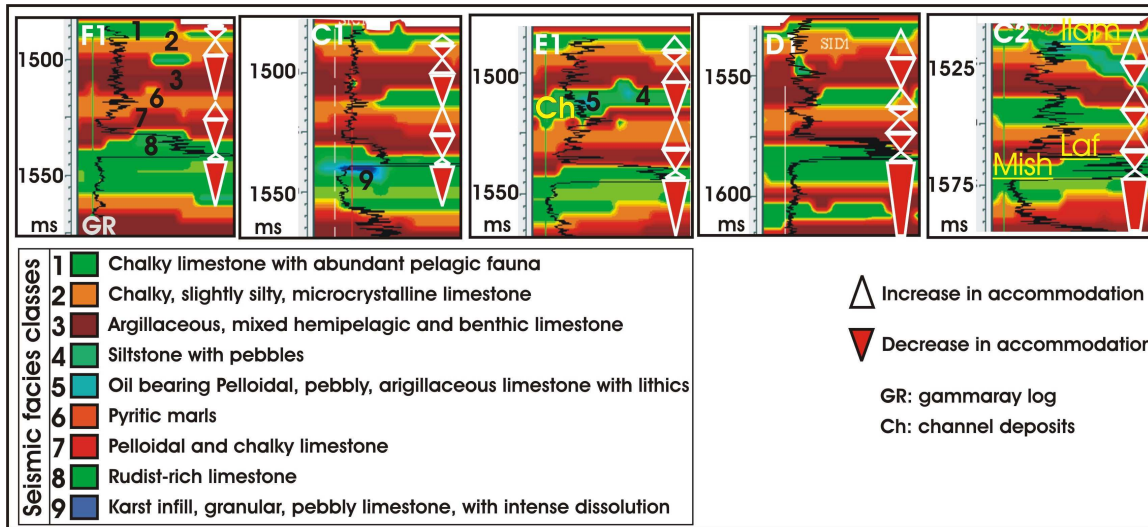 F1
1
2
3
6
7
8
1500
1550
ms
GR
C1
1500
9
1550
ms
E1
1500
Ch
5
4
1550
ms
D1
SID1
1550
1600
ms
C2
Ilam
1525
Laf
Mish
1575
ms
Seismic facies classes
1 Chalky limestone with abundant pelagic fauna
2 Chalky, slightly silty, microcrystalline limestone
3 Argillaceous, mixed hemipelagic and benthic limestone
4 Siltstone with pebbles
5 Oil bearing Pelloidal, pebbly, arigillaceous limestone with lithics
6 Pyritic marls
7 Pelloidal and chalky limestone
8 Rudist-rich limestone
9 Karst infill, granular, pebbly limestone, with intense dissolution
Increase in accommodation
Decrease in accommodation
GR: gammaray log
Ch: channel deposits